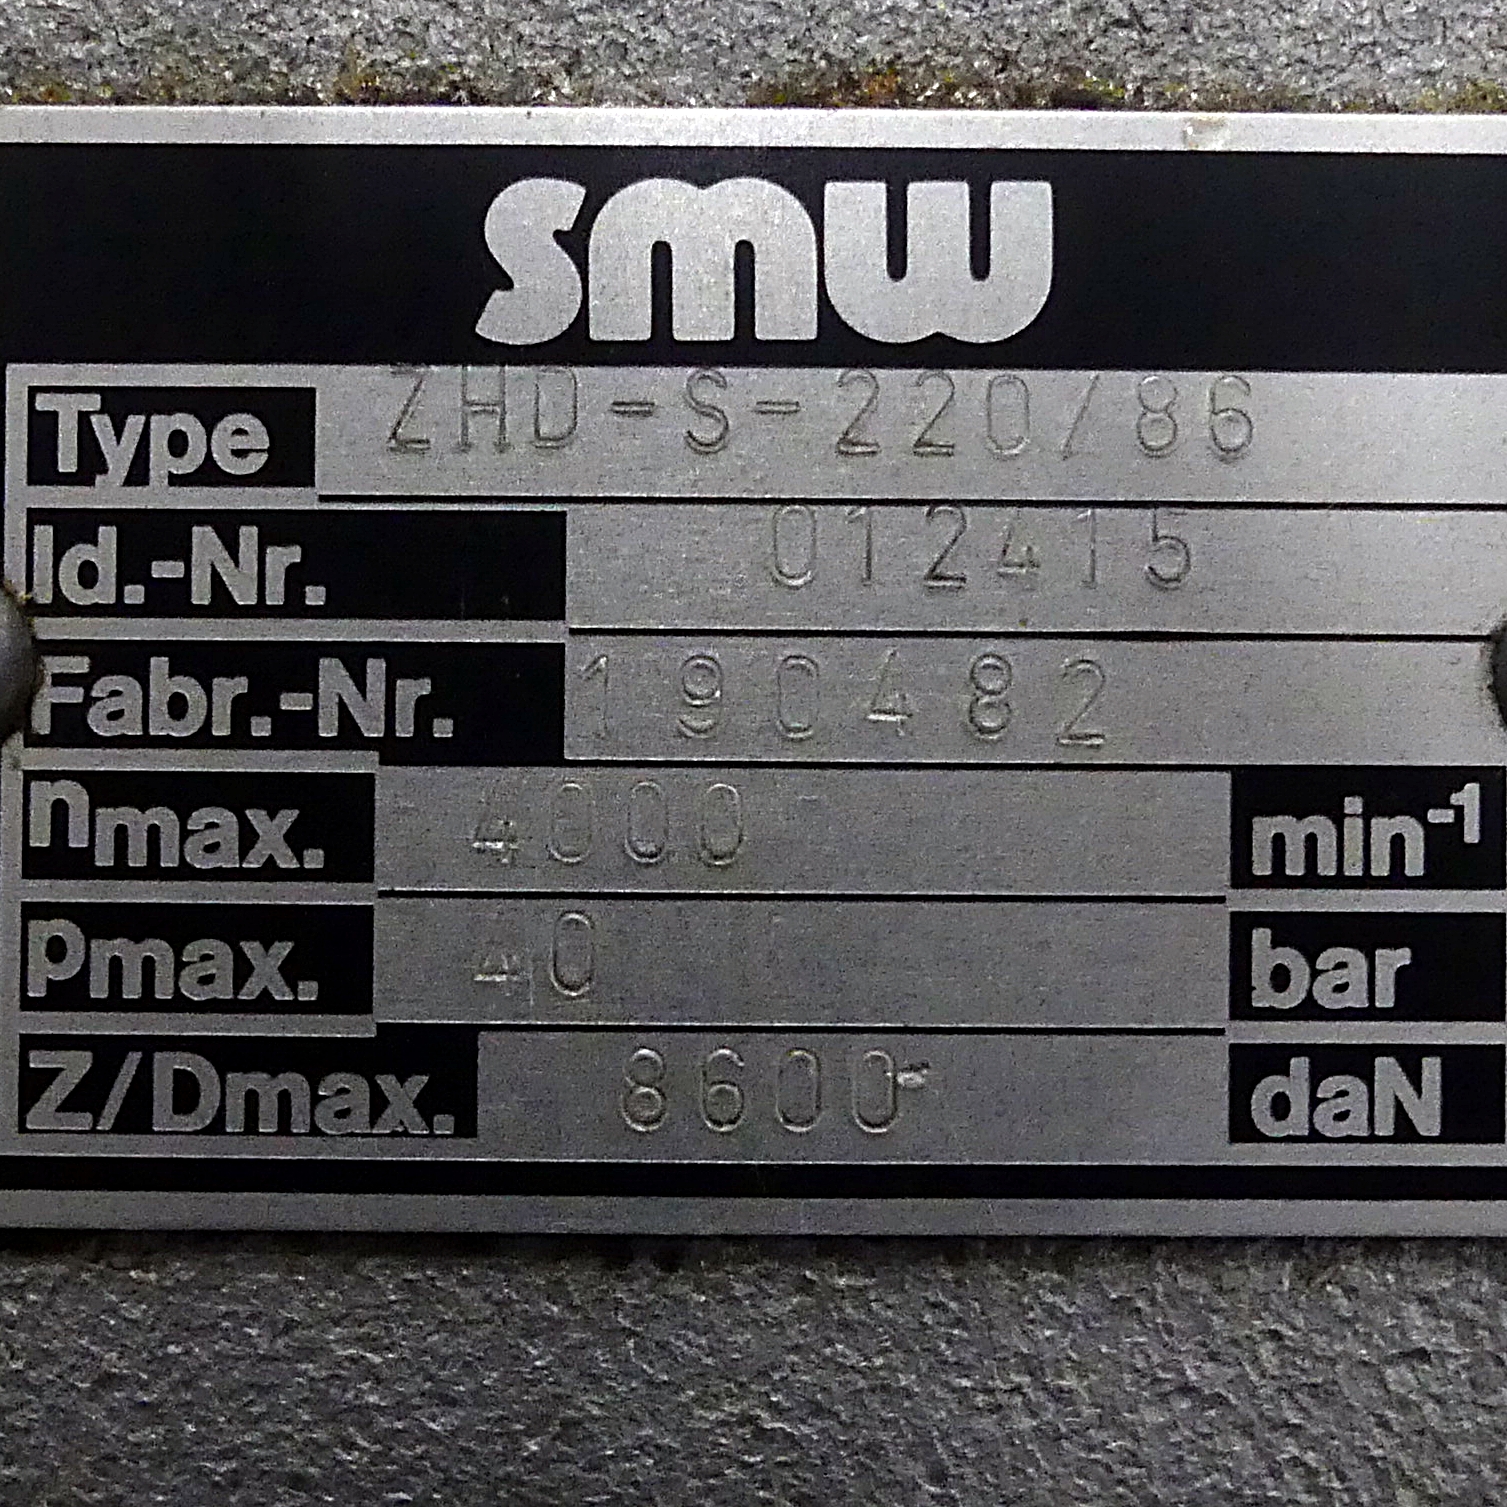 smw
Type ZHD-S-220/86
Id.-Nr. 012415
Fabr.-Nr. 190482
nmax. 4000 min⁻¹
pmax. 40 bar
Z/Dmax. 8600 daN